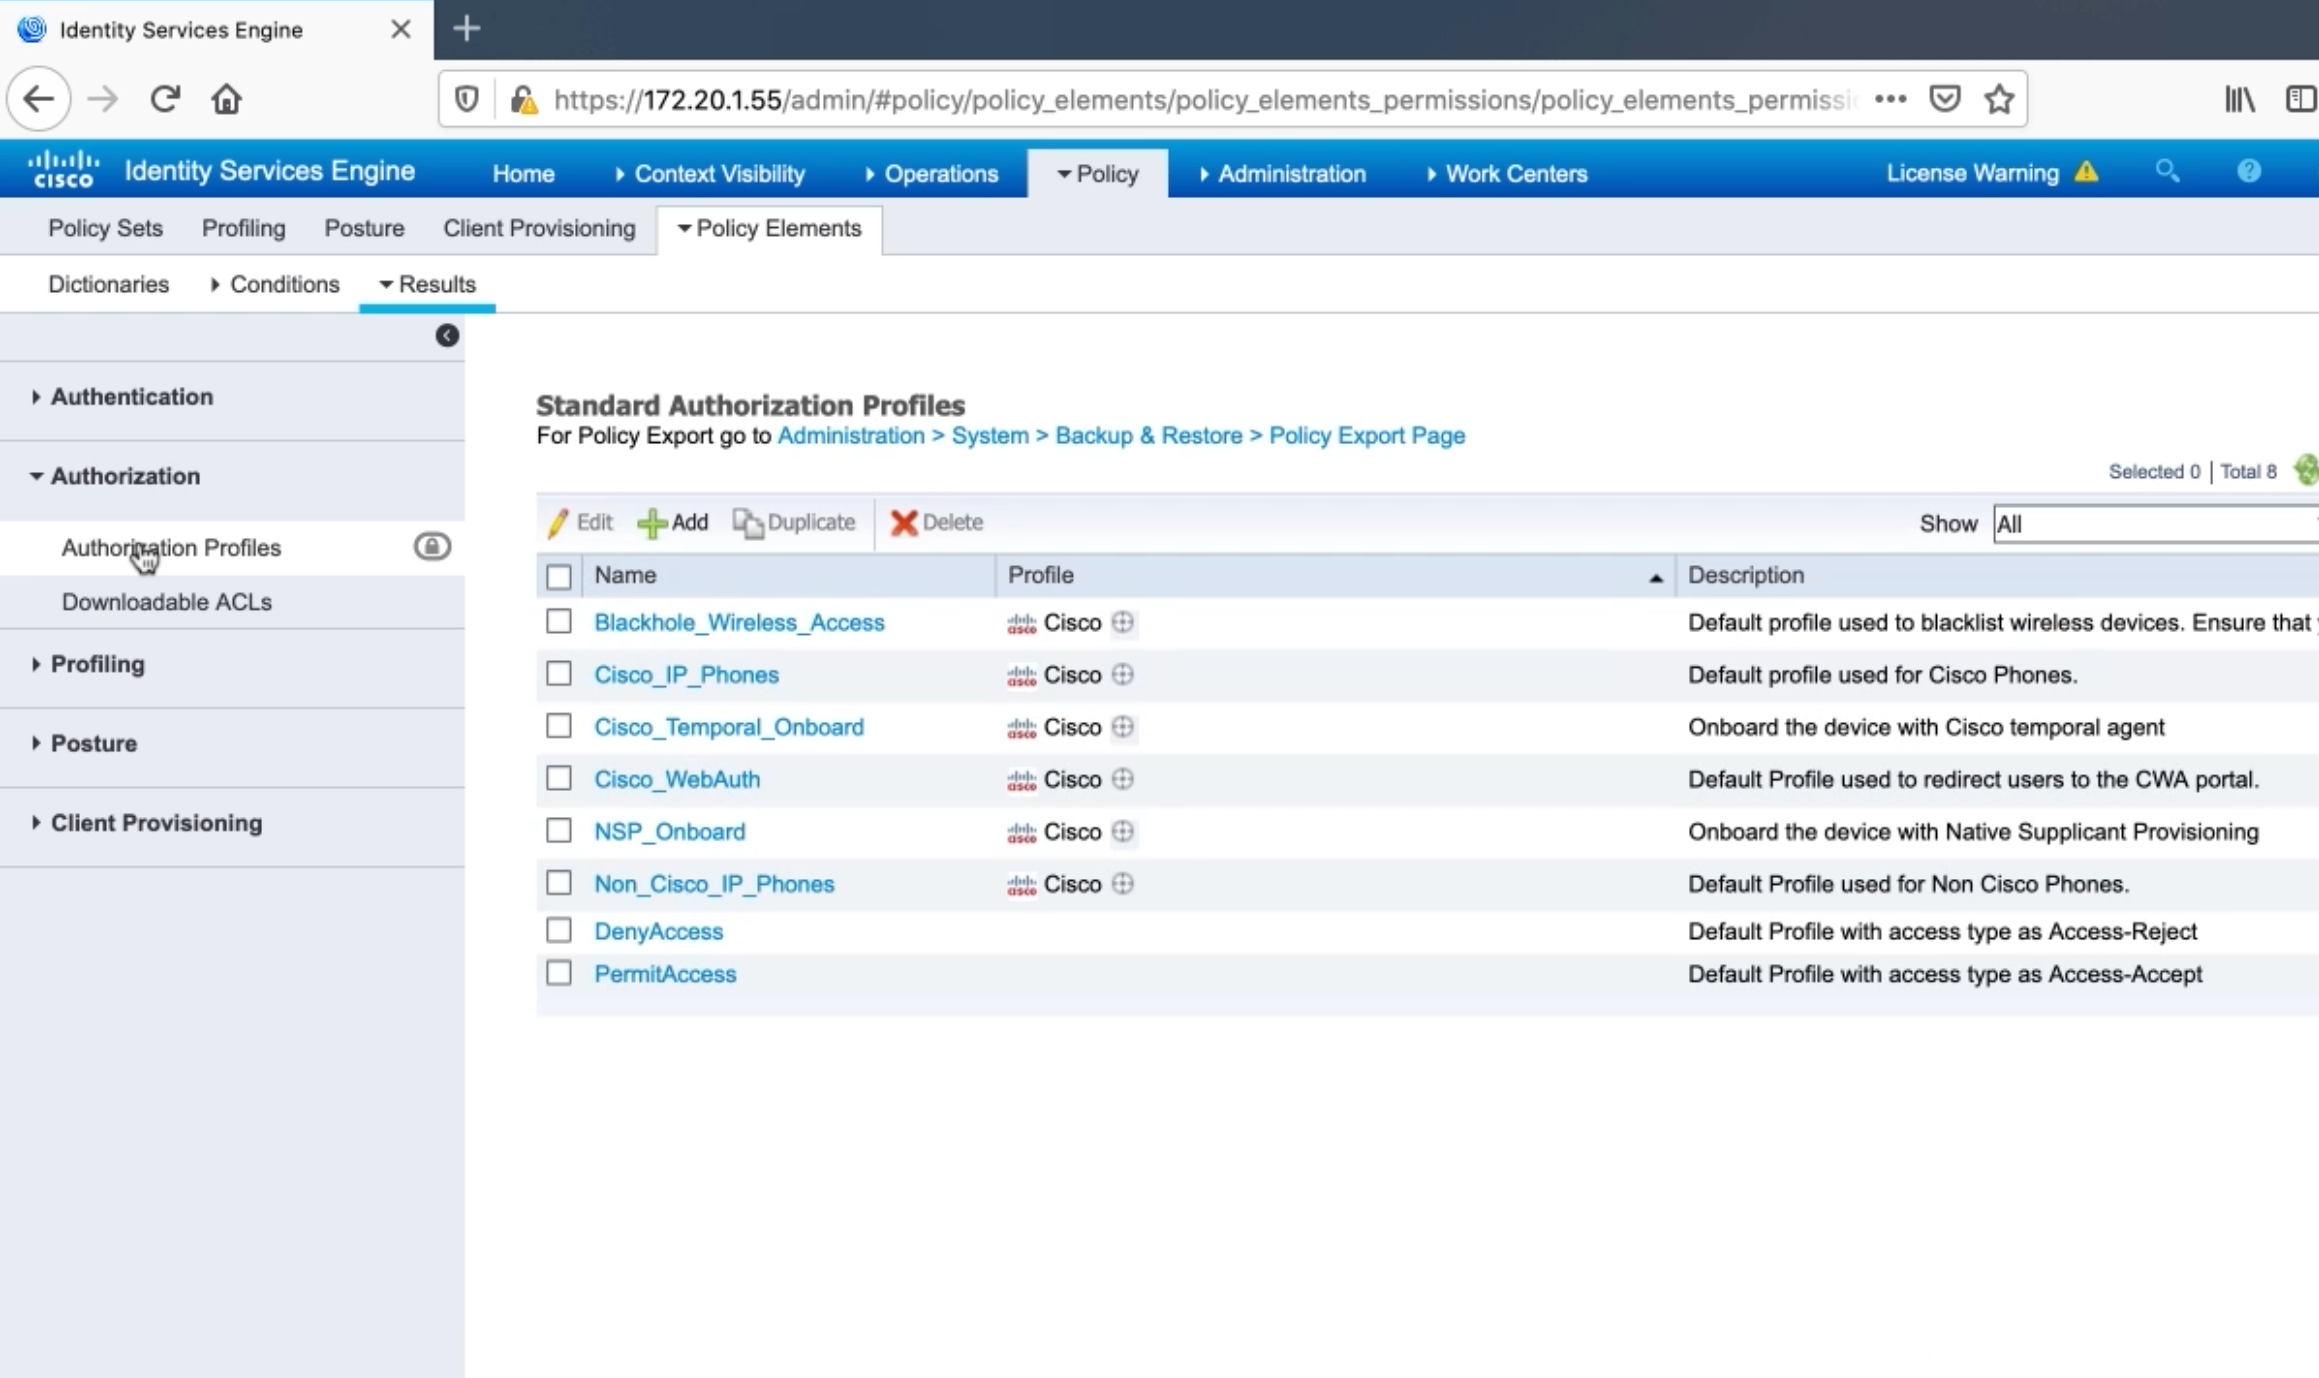 Identity Services Engine
https://172.20.1.55/admin/#policy/policy_elements/policy_elements_permissions/policy_elements_permissi
CISCO Identity Services Engine Home Context Visibility Operations Policy Administration Work Centers License Warning
Policy Sets Profiling Posture Client Provisioning Policy Elements
Dictionaries Conditions Results
Authentication
Authorization
Authorization Profiles
Downloadable ACLs
Profiling
Posture
Client Provisioning
Standard Authorization Profiles
For Policy Export go to Administration > System > Backup & Restore > Policy Export Page
Selected 0 | Total 8
Edit Add Duplicate Delete Show All
Name Profile Description
Blackhole_Wireless_Access Cisco Default profile used to blacklist wireless devices. Ensure that
Cisco_IP_Phones Cisco Default profile used for Cisco Phones.
Cisco_Temporal_Onboard Cisco Onboard the device with Cisco temporal agent
Cisco_WebAuth Cisco Default Profile used to redirect users to the CWA portal.
NSP_Onboard Cisco Onboard the device with Native Supplicant Provisioning
Non_Cisco_IP_Phones Cisco Default Profile used for Non Cisco Phones.
DenyAccess Default Profile with access type as Access-Reject
PermitAccess Default Profile with access type as Access-Accept